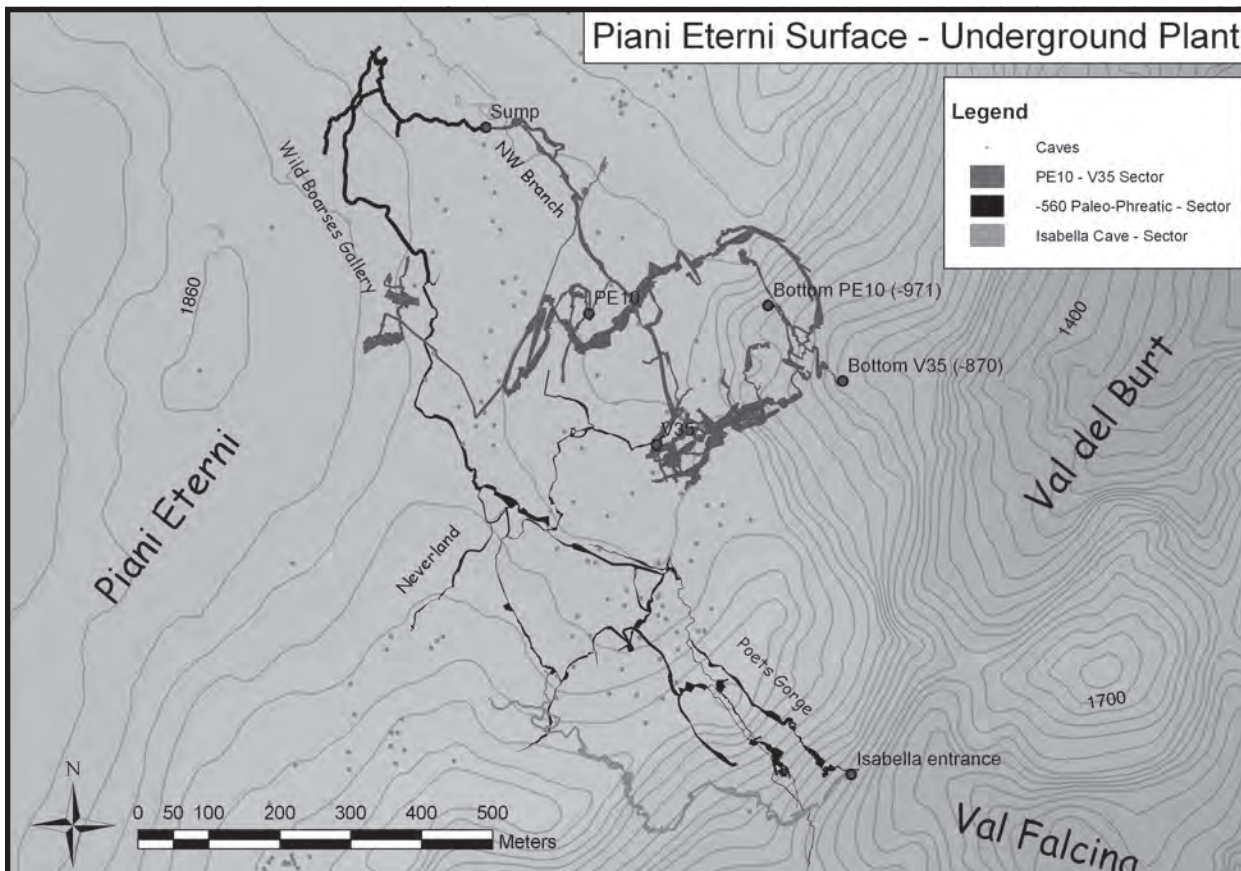 Piani Eterni Surface - Underground Plant
Legend
Caves
PE10 - V35 Sector
-560 Paleo-Phreatic - Sector
Isabella Cave - Sector
Sump
NW Branch
Wild Boarses Gallery
1860
PE10
Bottom PE10 (-971)
1400
Bottom V35 (-870)
V35
Val del Burt
Piani Eterni
Neverland
Poets Gorge
1700
Isabella entrance
N
0 50 100 200 300 400 500
Meters
Val Falcina